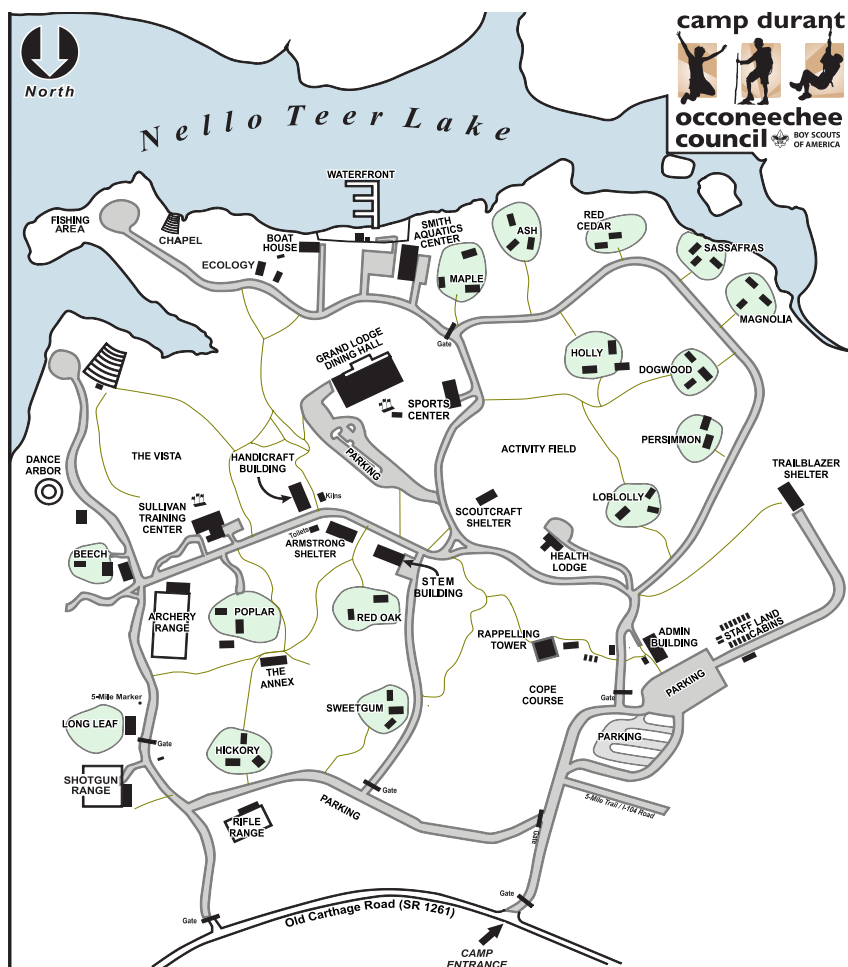 camp durant
occoneechee
council
BOY SCOUTS
OF AMERICA
North
Nello Teer Lake
WATERFRONT
FISHING
AREA
CHAPEL
BOAT
HOUSE
ECOLOGY
SMITH
AQUATICS
CENTER
ASH
RED
CEDAR
SASSAFRAS
MAPLE
MAGNOLIA
Gate
GRAND LODGE
DINING HALL
HOLLY
DOGWOOD
SPORTS
CENTER
PERSIMMON
THE VISTA
HANDICRAFT
BUILDING
PARKING
ACTIVITY FIELD
TRAILBLAZER
SHELTER
DANCE
ARBOR
Kilns
LOBLOLLY
SULLIVAN
TRAINING
CENTER
SCOUTCRAFT
SHELTER
Toilets
ARMSTRONG
SHELTER
BEECH
HEALTH
LODGE
STEM
BUILDING
ARCHERY
RANGE
POPLAR
RED OAK
RAPPELLING
TOWER
ADMIN
BUILDING
STAFF LAND
CABINS
THE
ANNEX
PARKING
5-Mile Marker
COPE
COURSE
Gate
SWEETGUM
LONG LEAF
Gate
HICKORY
PARKING
SHOTGUN
RANGE
Gate
PARKING
5-Mile Trail / I-104 Road
RIFLE
RANGE
Gate
Gate
Gate
Old Carthage Road (SR 1261)
CAMP
ENTRANCE